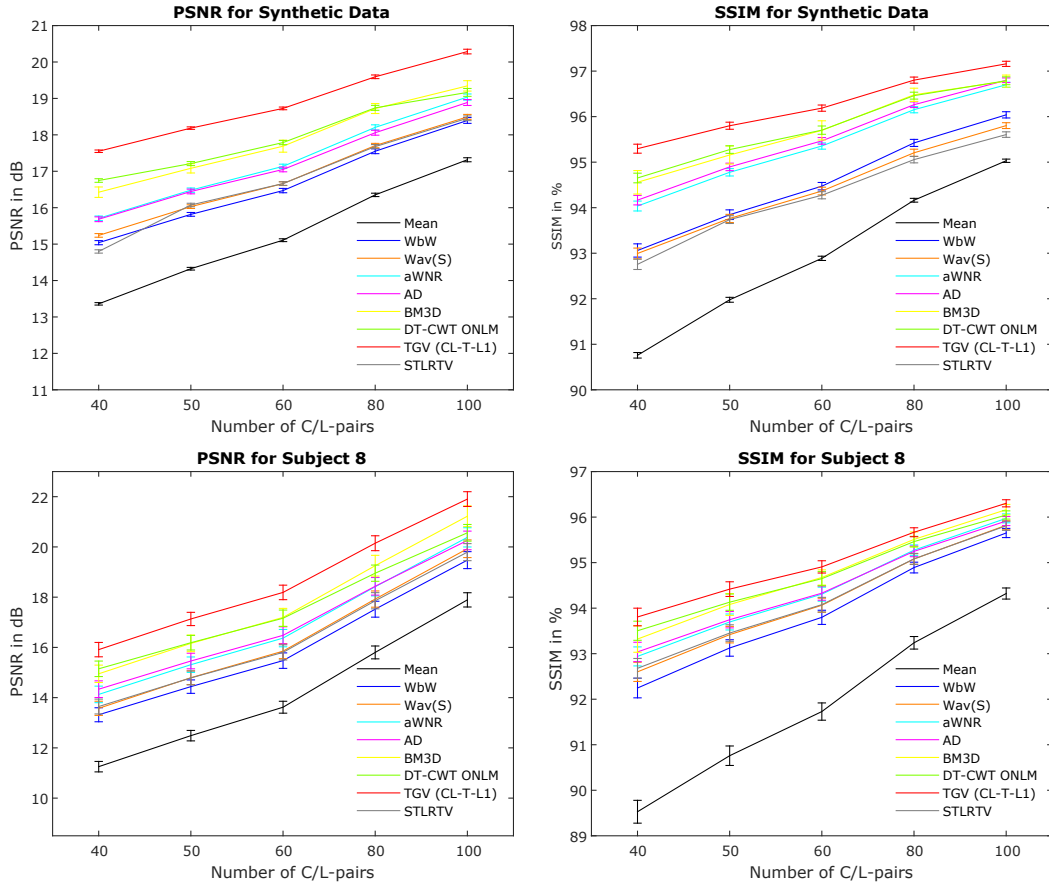 PSNR for Synthetic Data
21
20
19
18
17
16
15
14
13
12
11
PSNR in dB
40 50 60 80 100
Number of C/L-pairs
Mean
WbW
Wav(S)
aWNR
AD
BM3D
DT-CWT ONLM
TGV (CL-T-L1)
STLRTV
SSIM for Synthetic Data
98
97
96
95
94
93
92
91
90
SSIM in %
40 50 60 80 100
Number of C/L-pairs
Mean
WbW
Wav(S)
aWNR
AD
BM3D
DT-CWT ONLM
TGV (CL-T-L1)
STLRTV
PSNR for Subject 8
22
20
18
16
14
12
10
PSNR in dB
40 50 60 80 100
Number of C/L-pairs
Mean
WbW
Wav(S)
aWNR
AD
BM3D
DT-CWT ONLM
TGV (CL-T-L1)
STLRTV
SSIM for Subject 8
97
96
95
94
93
92
91
90
89
SSIM in %
40 50 60 80 100
Number of C/L-pairs
Mean
WbW
Wav(S)
aWNR
AD
BM3D
DT-CWT ONLM
TGV (CL-T-L1)
STLRTV